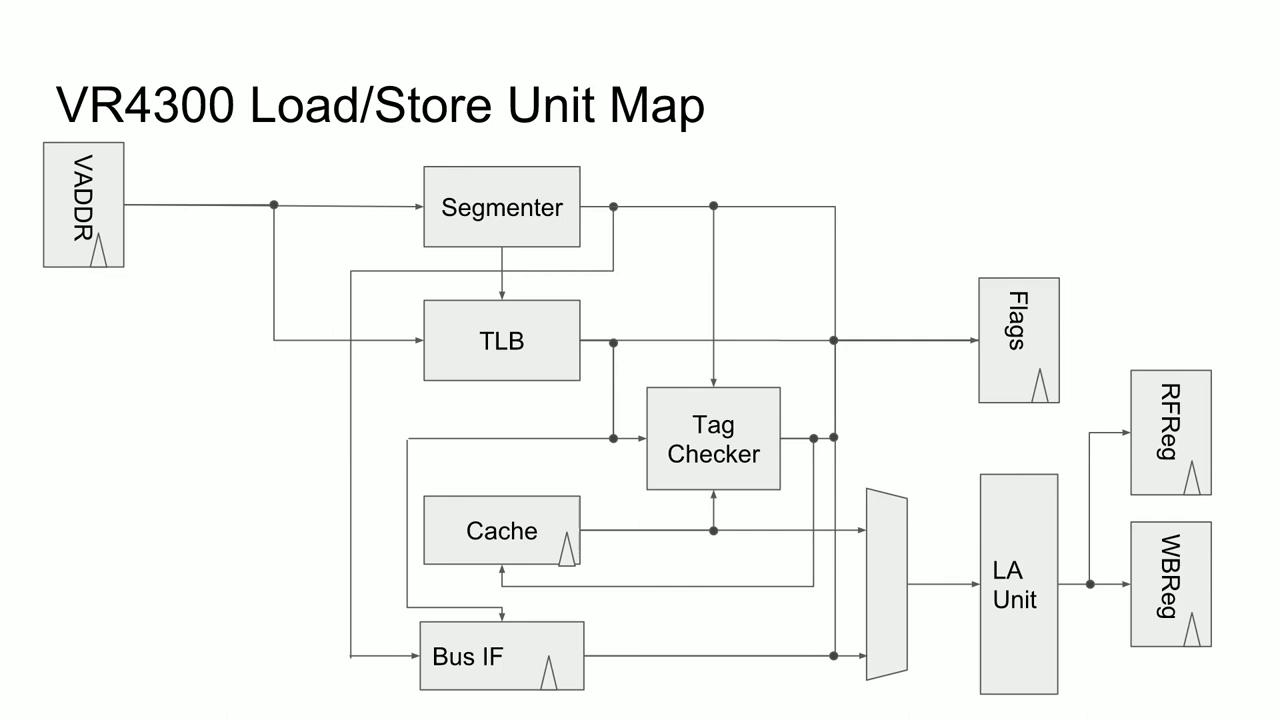 VR4300 Load/Store Unit Map
VADDR
Segmenter
TLB
Flags
Tag
Checker
RFReg
Cache
LA
Unit
WBReg
Bus IF